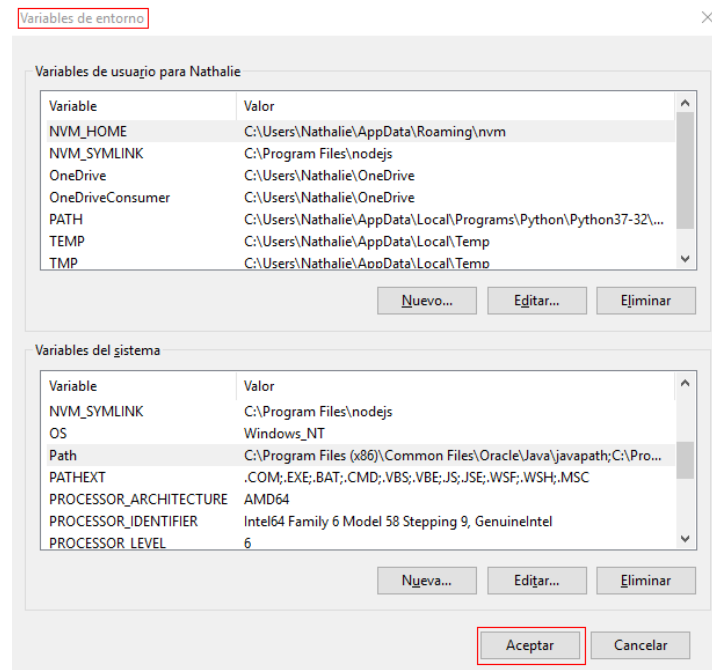 Variables de entorno
Variables de usuario para Nathalie
Variable Valor
NVM_HOME C:\Users\Nathalie\AppData\Roaming\nvm
NVM_SYMLINK C:\Program Files\nodejs
OneDrive C:\Users\Nathalie\OneDrive
OneDriveConsumer C:\Users\Nathalie\OneDrive
PATH C:\Users\Nathalie\AppData\Local\Programs\Python\Python37-32\...
TEMP C:\Users\Nathalie\AppData\Local\Temp
TMP C:\Users\Nathalie\AppData\Local\Temp
Nuevo... Editar... Eliminar
Variables del sistema
Variable Valor
NVM_SYMLINK C:\Program Files\nodejs
OS Windows_NT
Path C:\Program Files (x86)\Common Files\Oracle\Java\javapath;C:\Pro...
PATHEXT .COM;.EXE;.BAT;.CMD;.VBS;.VBE;.JS;.JSE;.WSF;.WSH;.MSC
PROCESSOR_ARCHITECTURE AMD64
PROCESSOR_IDENTIFIER Intel64 Family 6 Model 58 Stepping 9, GenuineIntel
PROCESSOR_LEVEL 6
Nueva... Editar... Eliminar
Aceptar Cancelar